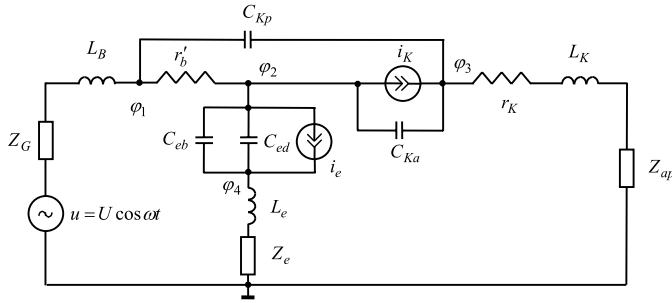 C_Kp
L_B
r_b′
φ_2
i_K
φ_3
L_K
φ_1
r_K
Z_G
C_eb
C_ed
i_e
C_Ka
Z_ap
φ_4
u = U cos ωt
L_e
Z_e